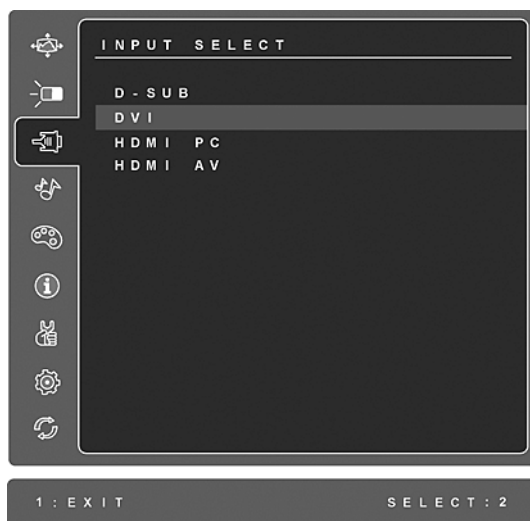 INPUT SELECT
D-SUB
DVI
HDMI PC
HDMI AV
1:EXIT SELECT:2